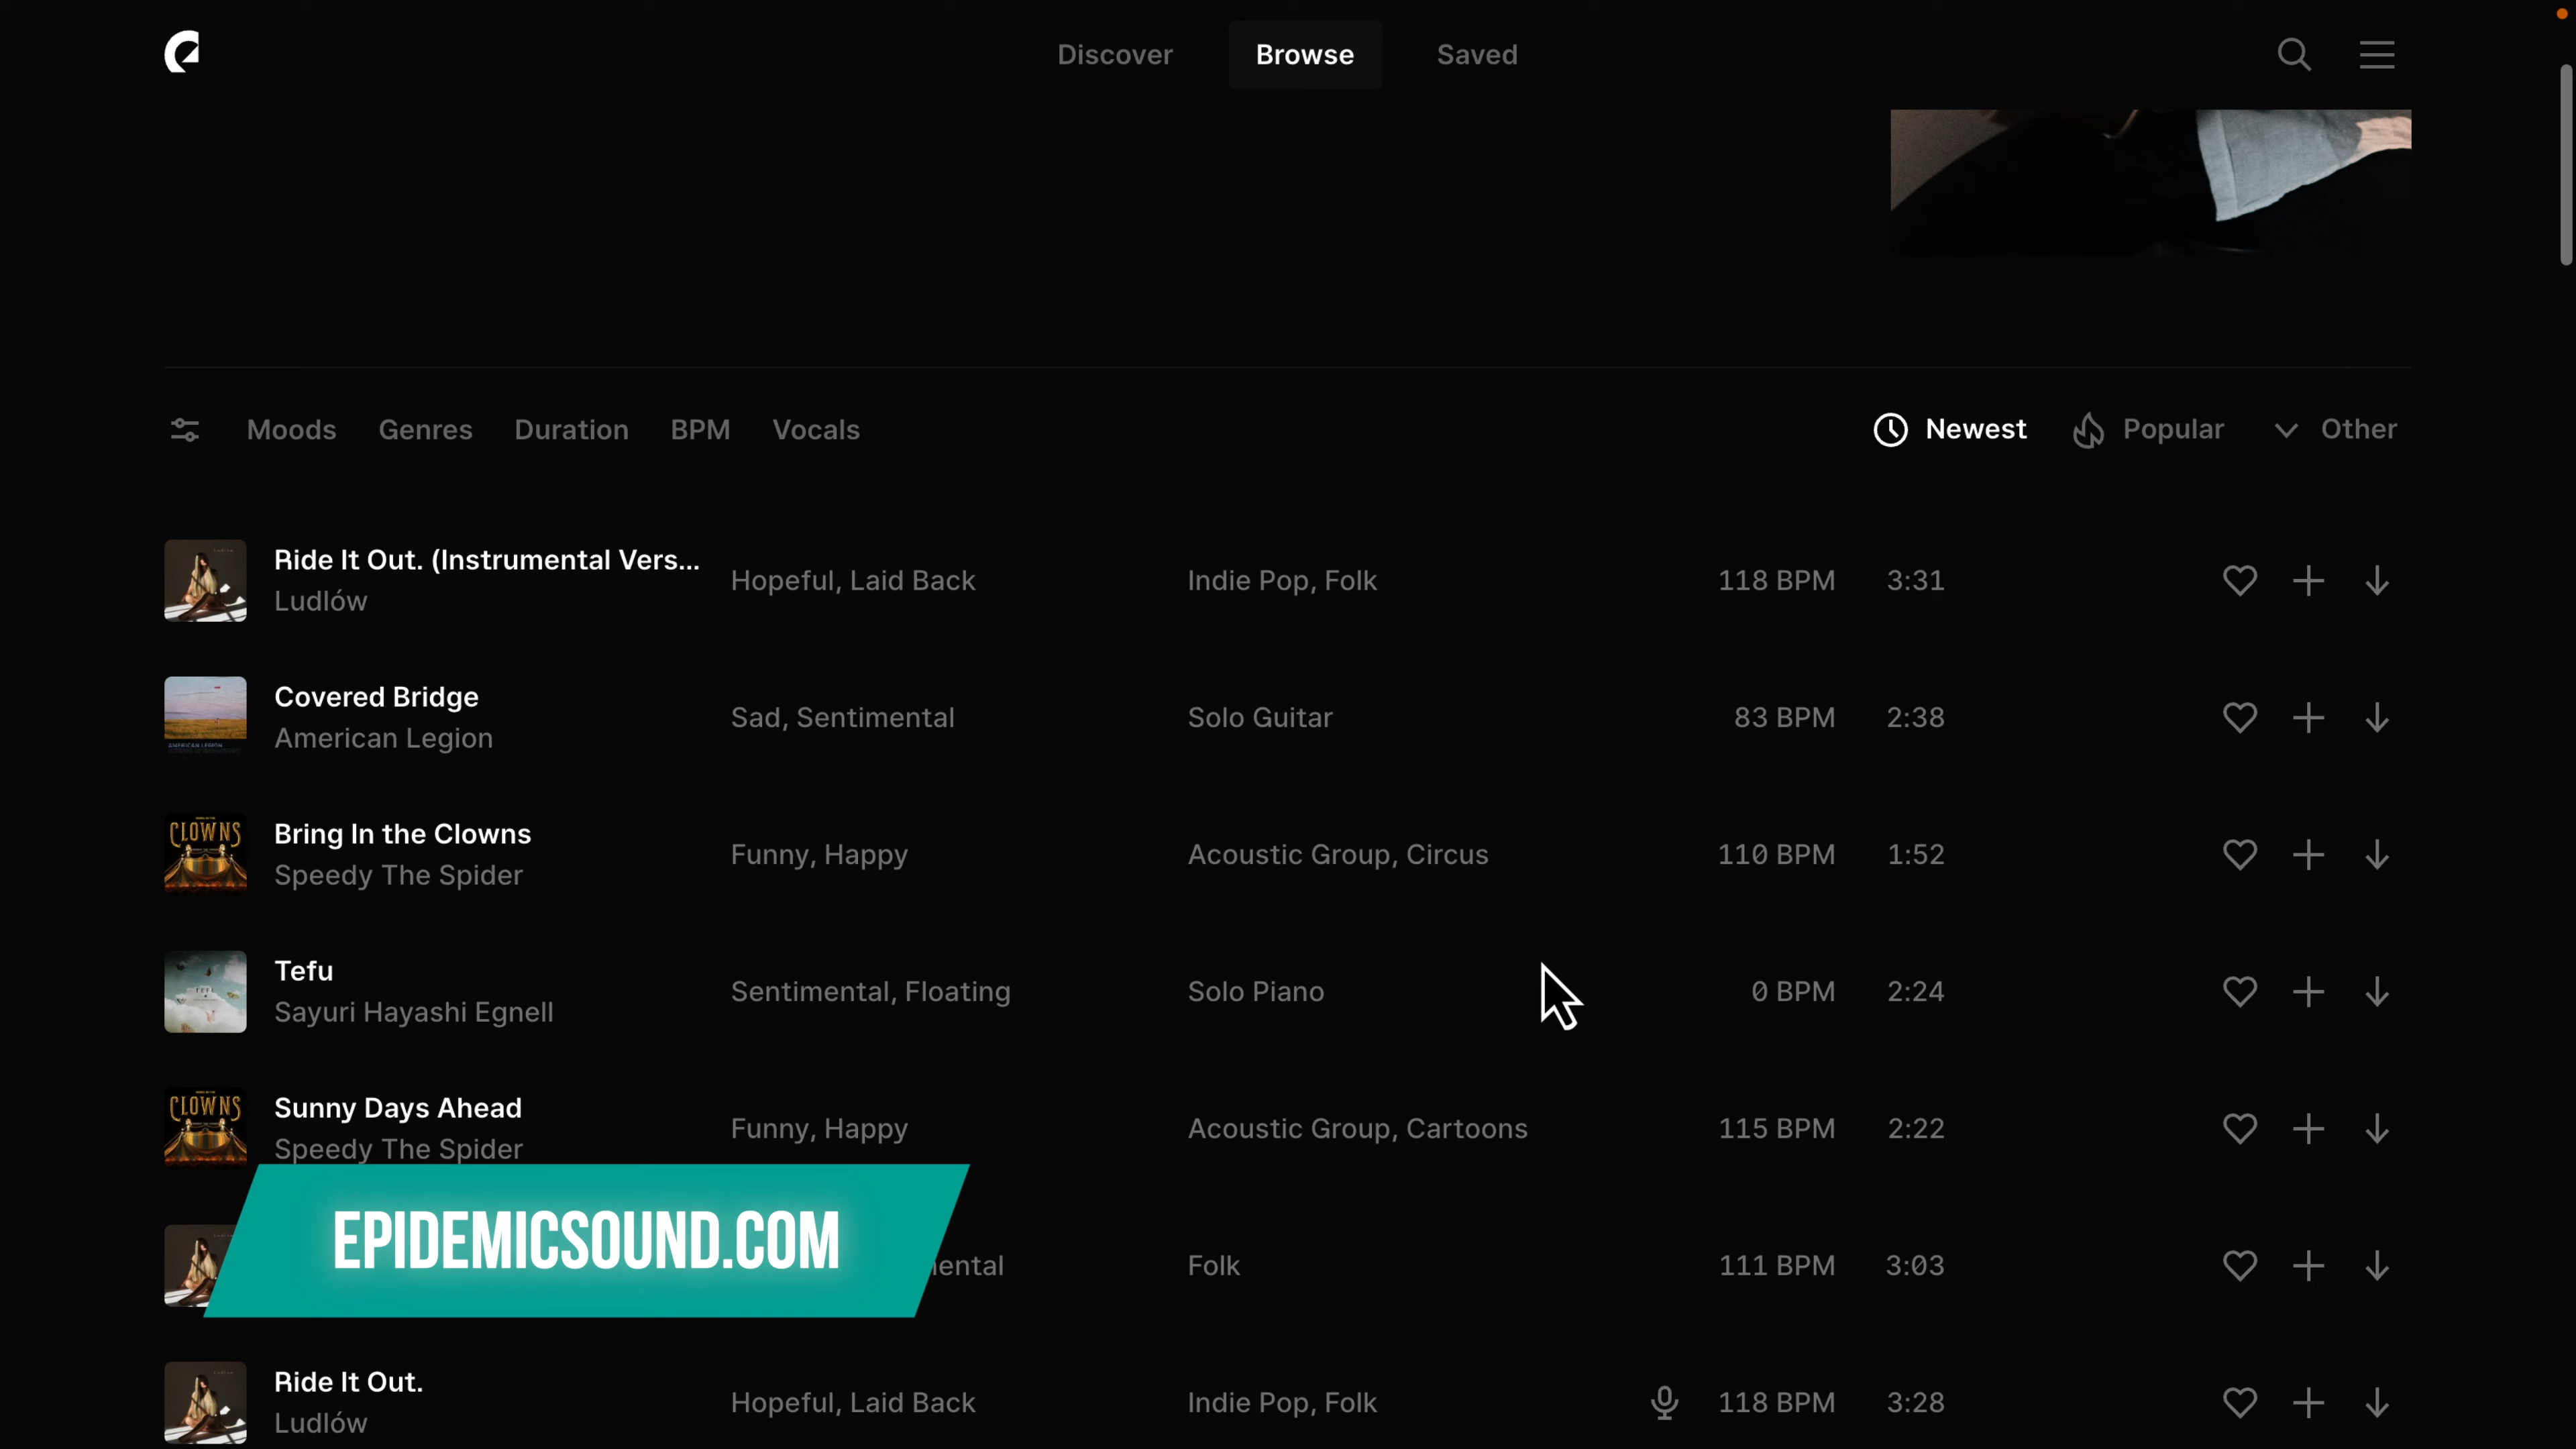 Discover
Browse
Saved
Moods
Genres
Duration
BPM
Vocals
Newest
Popular
Other
Ride It Out. (Instrumental Vers...
Ludlów
Hopeful, Laid Back
Indie Pop, Folk
118 BPM
3:31
Covered Bridge
American Legion
Sad, Sentimental
Solo Guitar
83 BPM
2:38
AMERICAN LEGION
CLOWNS
Bring In the Clowns
Speedy The Spider
Funny, Happy
Acoustic Group, Circus
110 BPM
1:52
Tefu
Sayuri Hayashi Egnell
Sentimental, Floating
Solo Piano
0 BPM
2:24
CLOWNS
Sunny Days Ahead
Speedy The Spider
Funny, Happy
Acoustic Group, Cartoons
115 BPM
2:22
EPIDEMICSOUND.COM
ental
Folk
111 BPM
3:03
Ride It Out.
Ludlów
Hopeful, Laid Back
Indie Pop, Folk
118 BPM
3:28